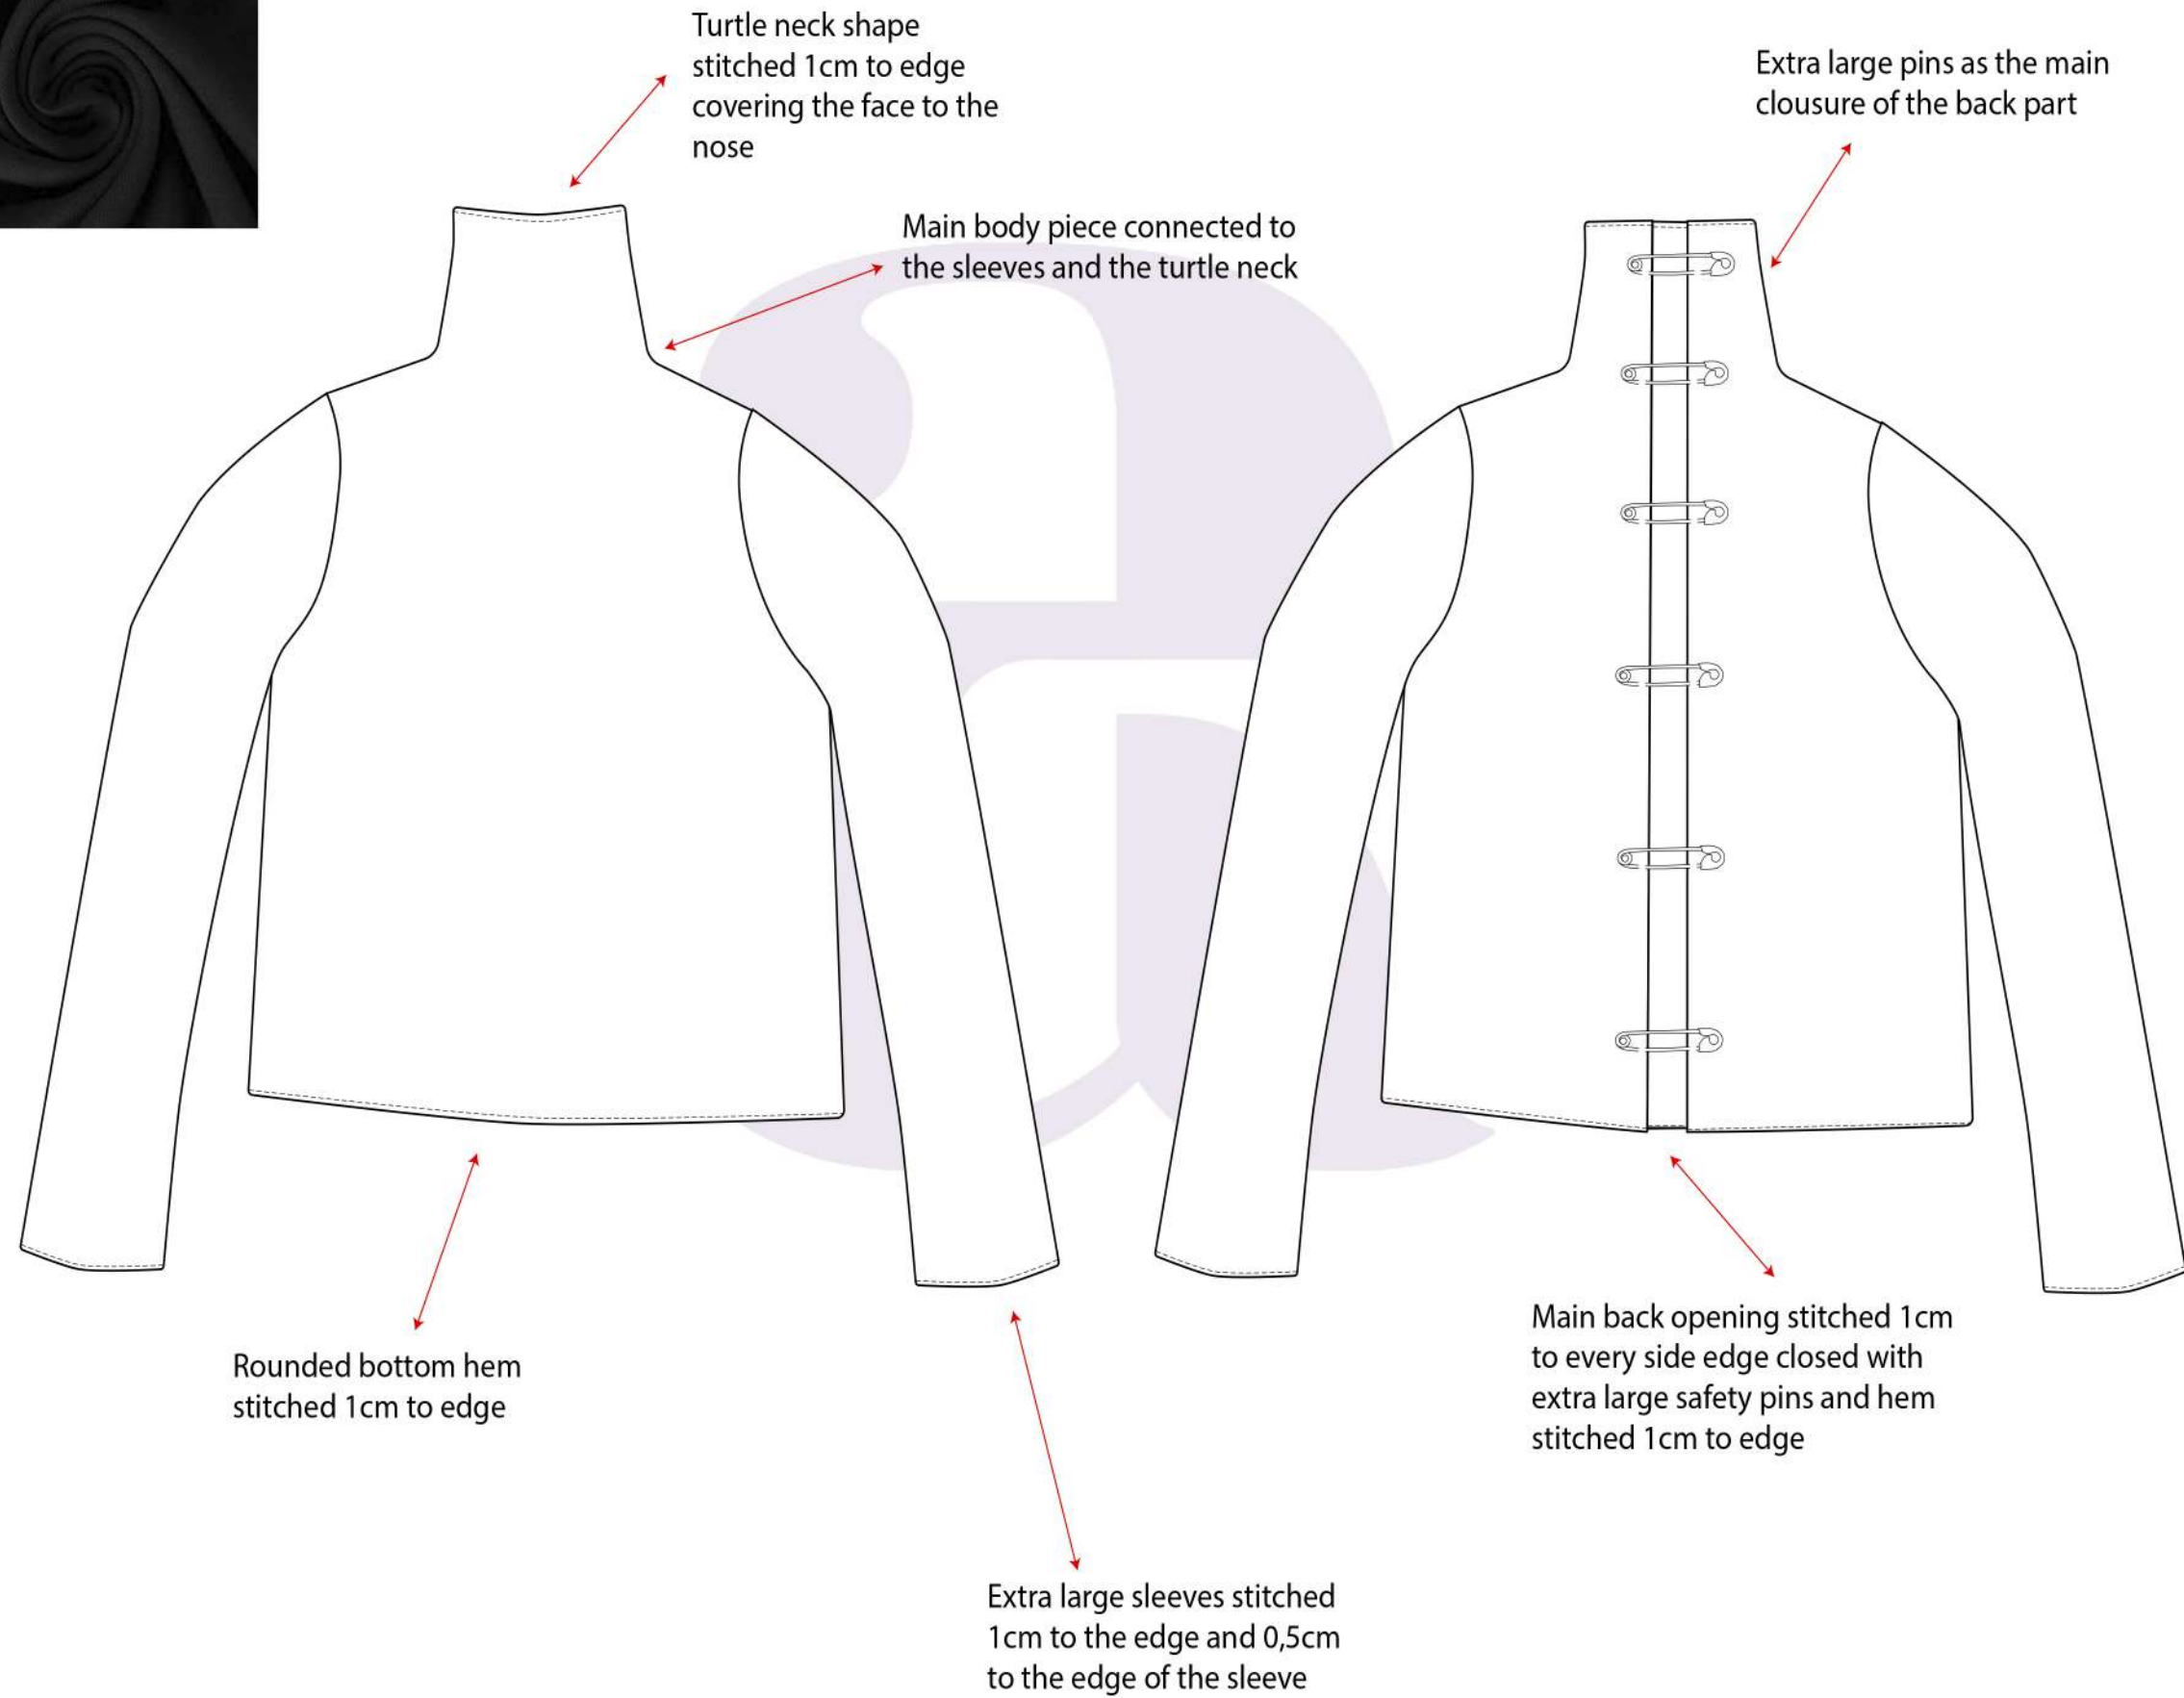 Turtle neck shape
stitched 1cm to edge
covering the face to the
nose
Extra large pins as the main
clousure of the back part
Main body piece connected to
the sleeves and the turtle neck
Rounded bottom hem
stitched 1cm to edge
Main back opening stitched 1cm
to every side edge closed with
extra large safety pins and hem
stitched 1cm to edge
Extra large sleeves stitched
1cm to the edge and 0,5cm
to the edge of the sleeve